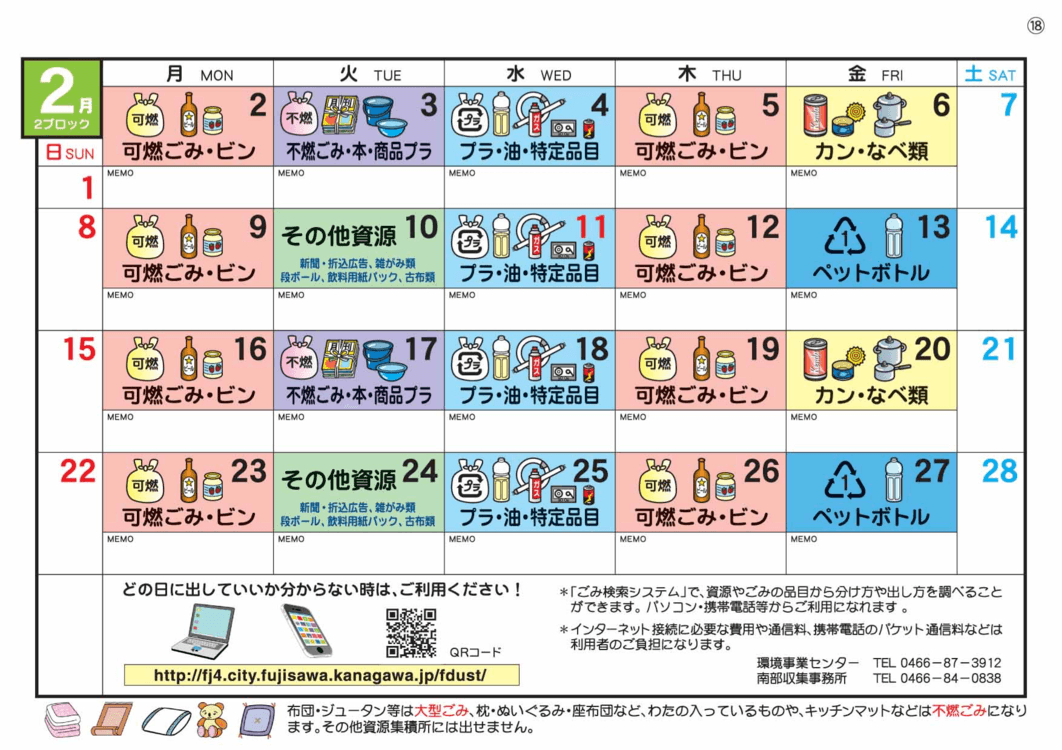 ⑱
2月
2ブロック
日 SUN
月 MON
火 TUE
水 WED
木 THU
金 FRI
土 SAT
1
可燃 2
可燃ごみ・ビン
MEMO
不燃 月刊 3
不燃ごみ・本・商品プラ
MEMO
プラ ガス 4
プラ・油・特定品目
MEMO
可燃 5
可燃ごみ・ビン
MEMO
6
カン・なべ類
MEMO
7
8
可燃 9
可燃ごみ・ビン
MEMO
その他資源 10
新聞・折込広告、雑がみ類
段ボール、飲料用紙パック、古布類
MEMO
プラ ガス 11
プラ・油・特定品目
MEMO
可燃 12
可燃ごみ・ビン
MEMO
1 13
ペットボトル
MEMO
14
15
可燃 16
可燃ごみ・ビン
MEMO
不燃 月刊 17
不燃ごみ・本・商品プラ
MEMO
プラ ガス 18
プラ・油・特定品目
MEMO
可燃 19
可燃ごみ・ビン
MEMO
20
カン・なべ類
MEMO
21
22
可燃 23
可燃ごみ・ビン
MEMO
その他資源 24
新聞・折込広告、雑がみ類
段ボール、飲料用紙パック、古布類
MEMO
プラ ガス 25
プラ・油・特定品目
MEMO
可燃 26
可燃ごみ・ビン
MEMO
1 27
ペットボトル
MEMO
28
どの日に出していいか分からない時は、ご利用ください！
QRコード
http://fj4.city.fujisawa.kanagawa.jp/fdust/
＊「ごみ検索システム」で、資源やごみの品目から分け方や出し方を調べること
ができます。パソコン・携帯電話等からご利用になれます 。
＊インターネット接続に必要な費用や通信料、携帯電話のパケット通信料などは
利用者のご負担になります。
環境事業センター TEL 0466－87－3912
南部収集事務所 TEL 0466－84－0838
布団・ジュータン等は大型ごみ、枕・ぬいぐるみ・座布団など、わたの入っているものや、キッチンマットなどは不燃ごみになり
ます。その他資源集積所には出せません。